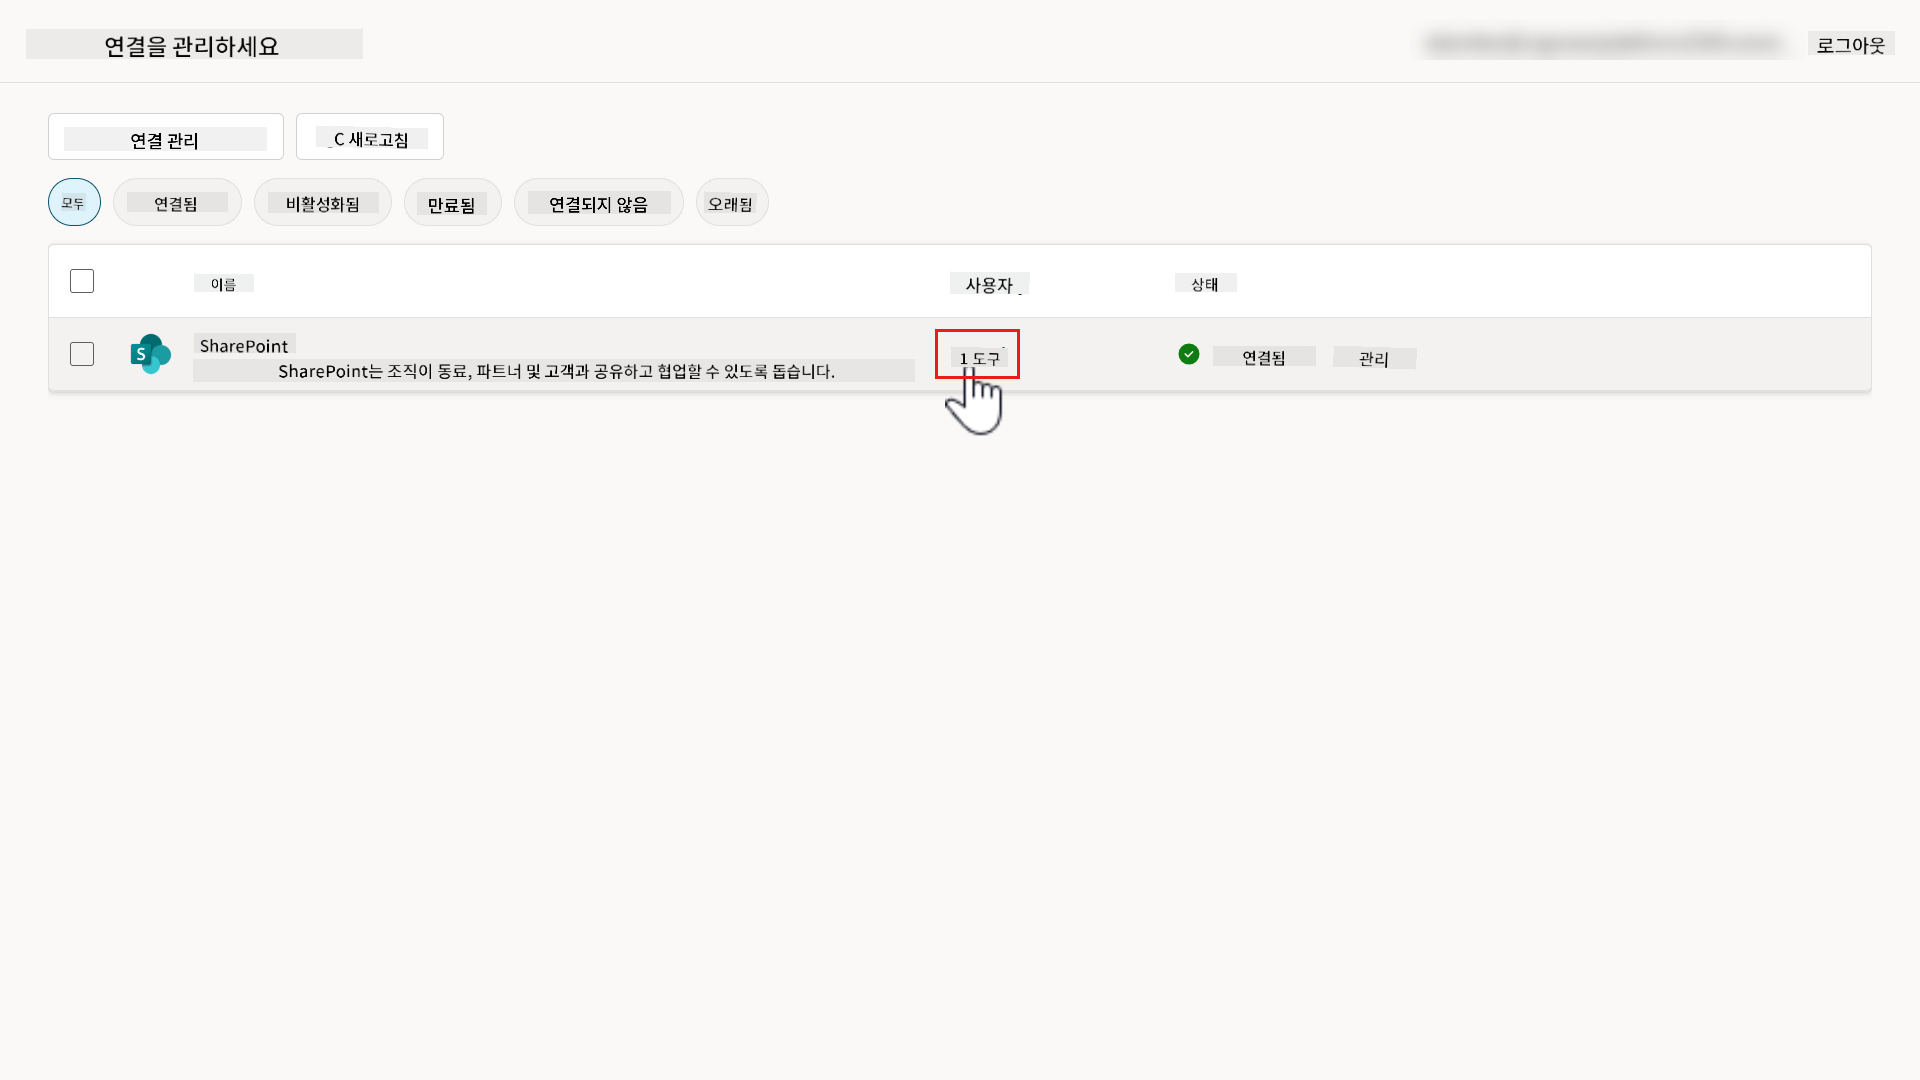 연결을 관리하세요
로그아웃
연결 관리
C 새로고침
모두
연결됨
비활성화됨
만료됨
연결되지 않음
오래됨
이름
사용자
상태
SharePoint
SharePoint는 조직이 동료, 파트너 및 고객과 공유하고 협업할 수 있도록 돕습니다.
1 도구
연결됨
관리